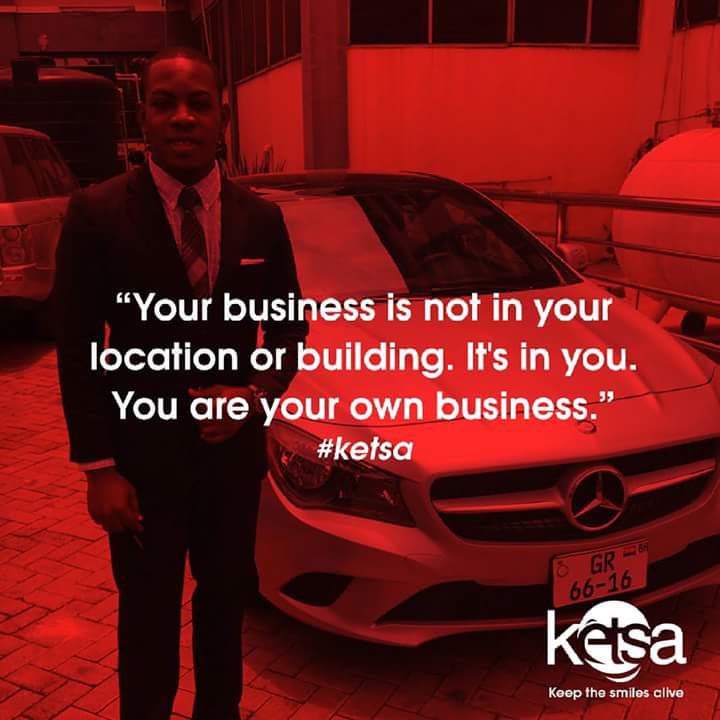 “Your business is not in your
location or building. It's in you.
You are your own business.”
#ketsa
GR
66-16
ketsa
Keep the smiles alive